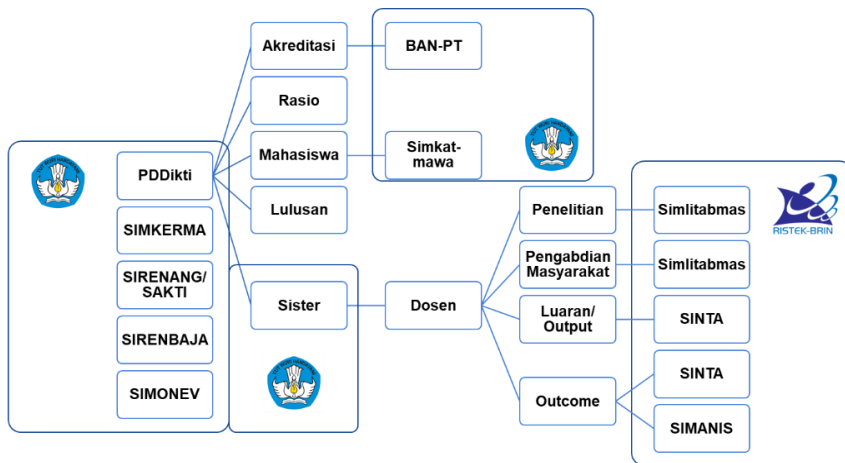 Akreditasi
BAN-PT
Rasio
PDDikti
Mahasiswa
Simkat-
mawa
Lulusan
SIMKERMA
SIRENANG/
SAKTI
SIRENBAJA
SIMONEV
Sister
Dosen
Penelitian
Simlitabmas
Pengabdian
Masyarakat
Simlitabmas
Luaran/
Output
SINTA
Outcome
SINTA
SIMANIS
RISTEK-BRIN